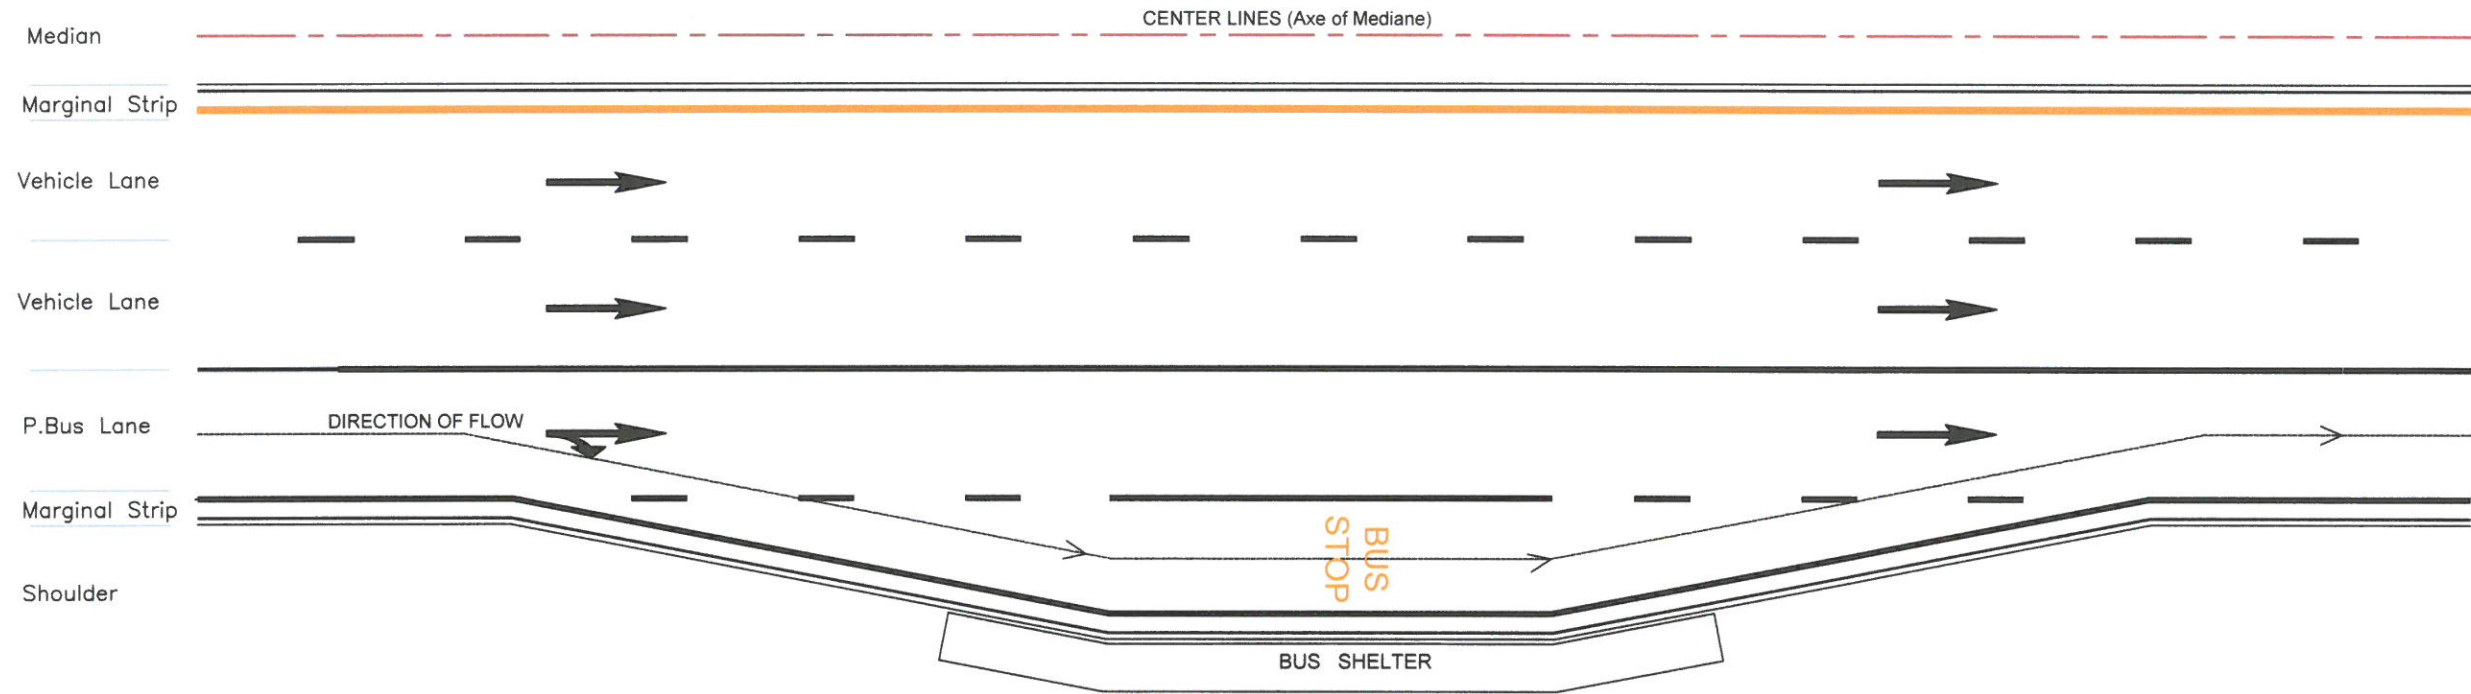 CENTER LINES (Axe of Mediane)
Median
Marginal Strip
Vehicle Lane
Vehicle Lane
P.Bus Lane
DIRECTION OF FLOW
Marginal Strip
BUS
STOP
Shoulder
BUS SHELTER